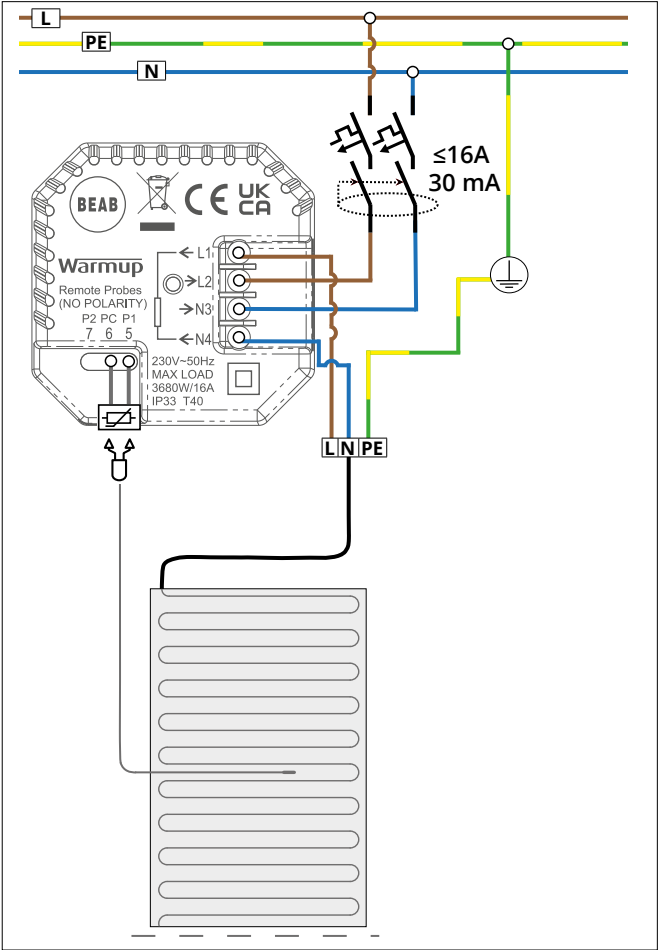 L
PE
N
≤16A
30 mA
BEAB
CE UK
CA
Warmup
Remote Probes
(NO POLARITY)
P2 PC P1
7 6 5
L1
L2
N3
N4
230V~50Hz
MAX LOAD
3680W/16A
IP33 T40
L N PE